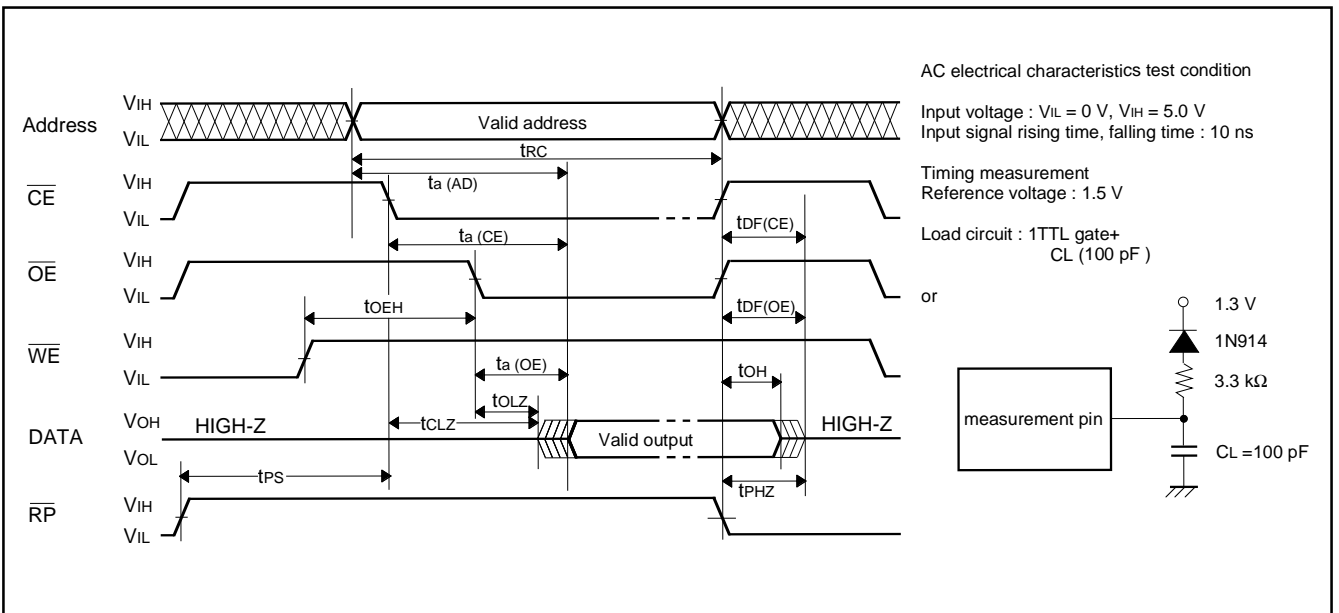 Address
VIH
VIL
Valid address
tRC
ta (AD)
CE
VIH
VIL
ta (CE)
tDF(CE)
OE
VIH
VIL
tOEH
tDF(OE)
WE
VIH
VIL
ta (OE)
tOH
tOLZ
DATA
VOH
VOL
HIGH-Z
tCLZ
Valid output
HIGH-Z
tPS
tPHZ
RP
VIH
VIL
AC electrical characteristics test condition
Input voltage : VIL = 0 V, VIH = 5.0 V
Input signal rising time, falling time : 10 ns
Timing measurement
Reference voltage : 1.5 V
Load circuit : 1TTL gate+
CL (100 pF )
or
1.3 V
1N914
3.3 kΩ
measurement pin
CL =100 pF